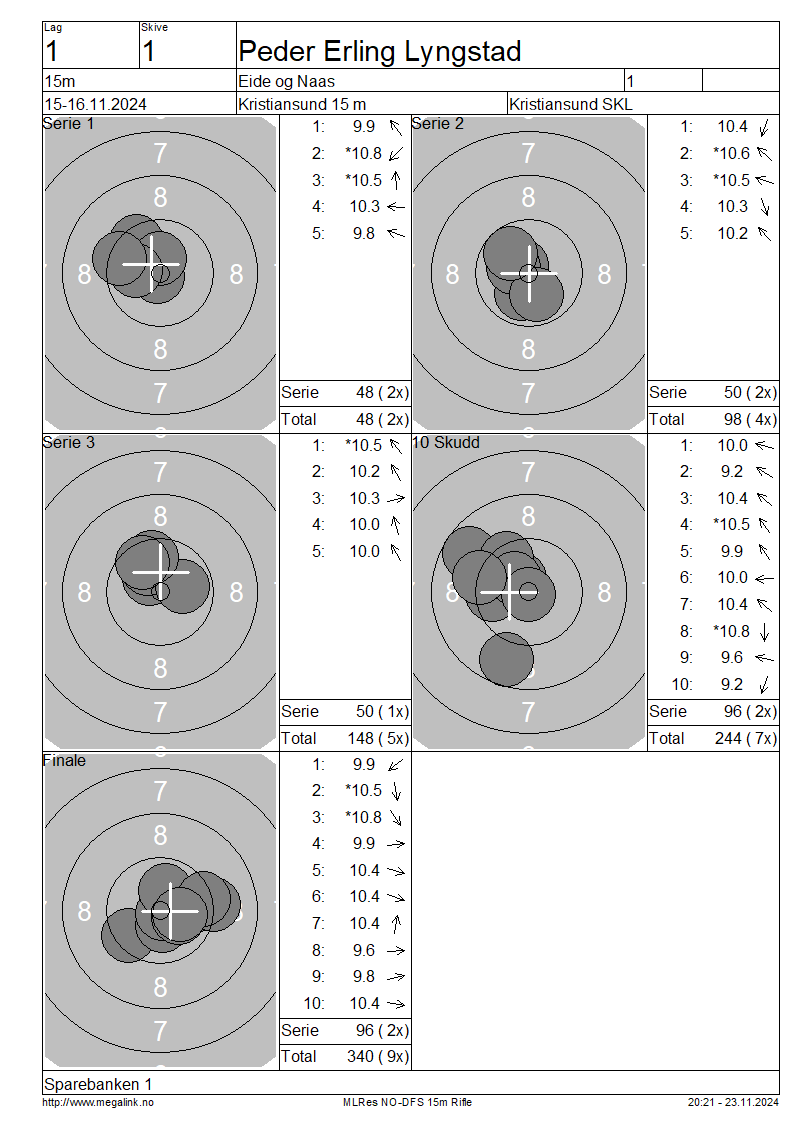 Lag
Skive
1
1
Peder Erling Lyngstad
15m
Eide og Naas
1
15-16.11.2024
Kristiansund 15 m
Kristiansund SKL
Serie 1
7
8
8
8
8
7
1: 9.9
2: *10.8
3: *10.5
4: 10.3
5: 9.8
Serie 48 ( 2x)
Total 48 ( 2x)
Serie 2
7
8
8
8
8
7
1: 10.4
2: *10.6
3: *10.5
4: 10.3
5: 10.2
Serie 50 ( 2x)
Total 98 ( 4x)
Serie 3
7
8
8
8
8
7
1: *10.5
2: 10.2
3: 10.3
4: 10.0
5: 10.0
Serie 50 ( 1x)
Total 148 ( 5x)
10 Skudd
7
8
8
8
8
7
1: 10.0
2: 9.2
3: 10.4
4: *10.5
5: 9.9
6: 10.0
7: 10.4
8: *10.8
9: 9.6
10: 9.2
Serie 96 ( 2x)
Total 244 ( 7x)
Finale
7
8
8
8
7
1: 9.9
2: *10.5
3: *10.8
4: 9.9
5: 10.4
6: 10.4
7: 10.4
8: 9.6
9: 9.8
10: 10.4
Serie 96 ( 2x)
Total 340 ( 9x)
Sparebanken 1
http://www.megalink.no
MLRes NO-DFS 15m Rifle
20:21 - 23.11.2024